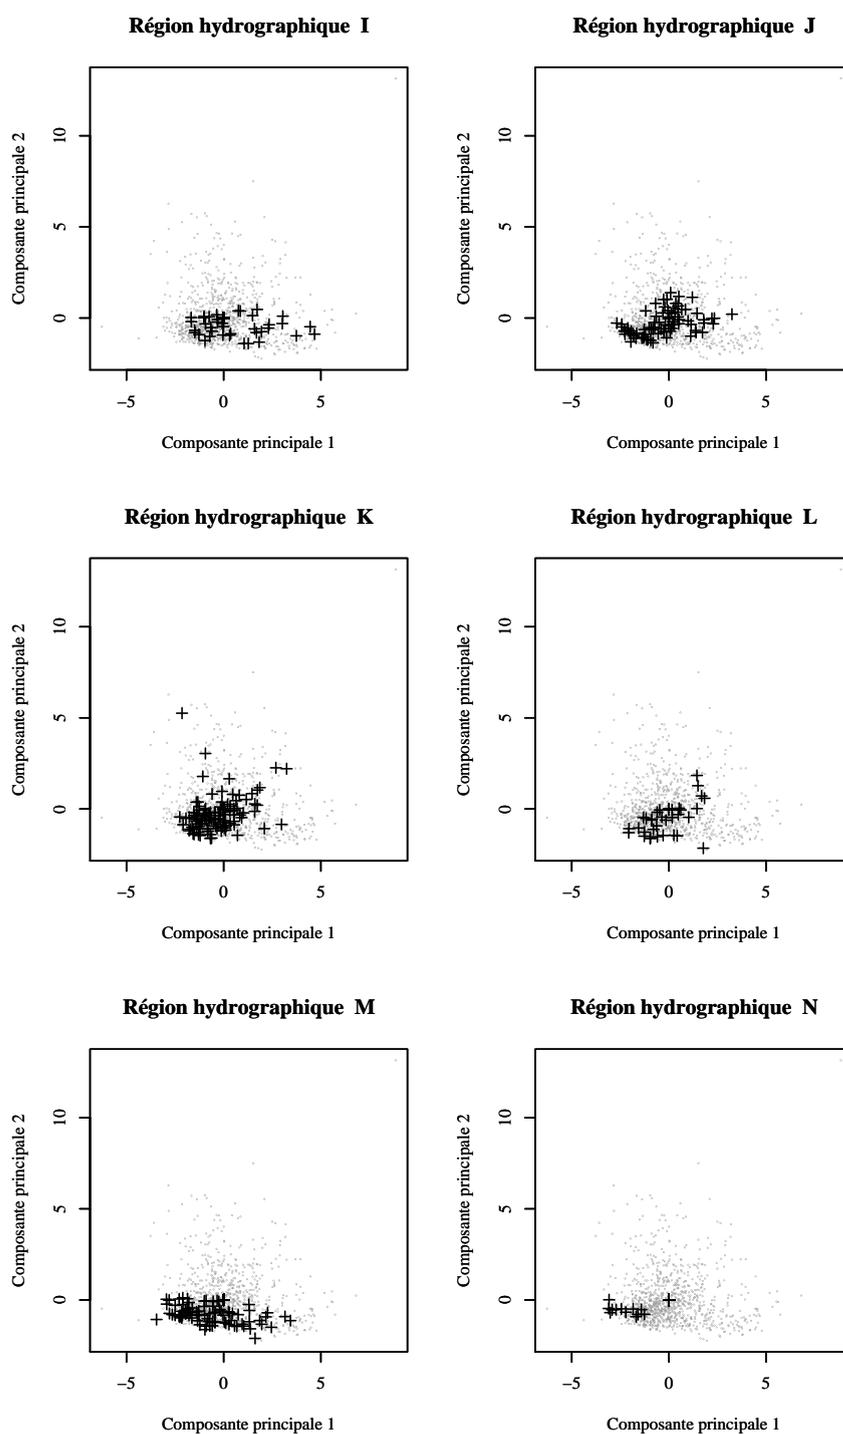 Région hydrographique I
Composante principale 2
10
5
0
−5
0
5
Composante principale 1
Région hydrographique J
Composante principale 2
10
5
0
−5
0
5
Composante principale 1
Région hydrographique K
Composante principale 2
10
5
0
−5
0
5
Composante principale 1
Région hydrographique L
Composante principale 2
10
5
0
−5
0
5
Composante principale 1
Région hydrographique M
Composante principale 2
10
5
0
−5
0
5
Composante principale 1
Région hydrographique N
Composante principale 2
10
5
0
−5
0
5
Composante principale 1